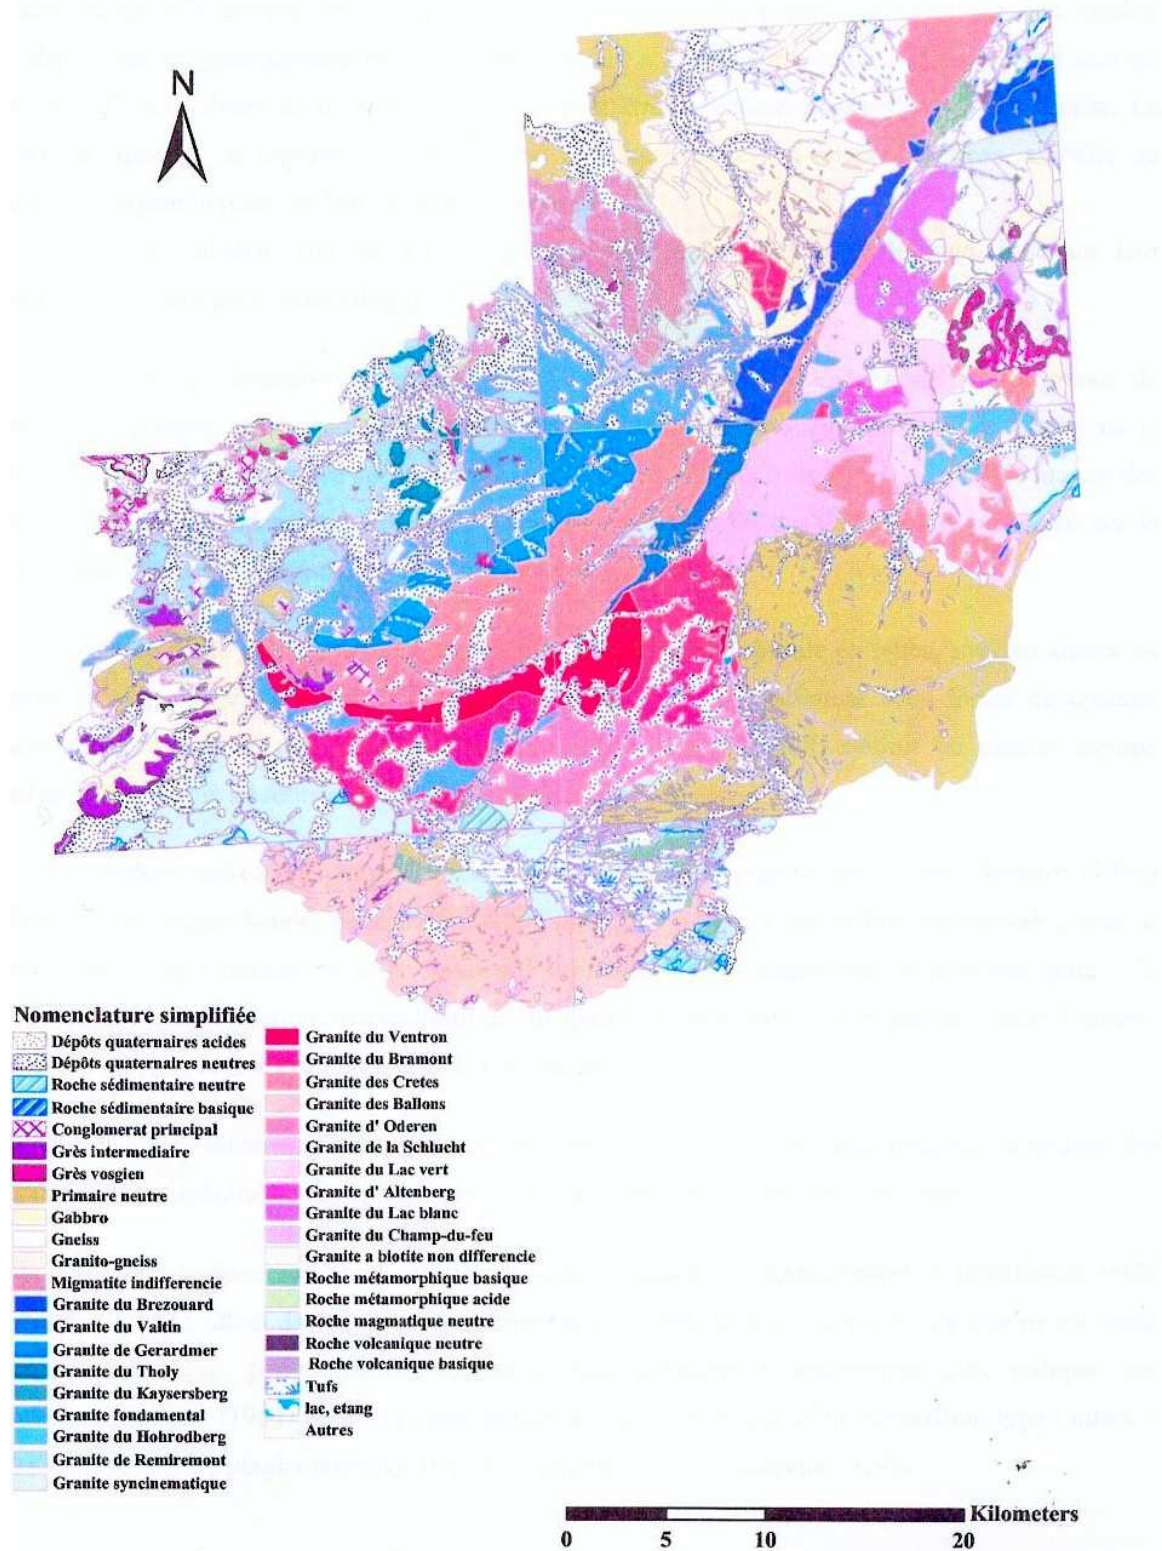 N
Nomenclature simplifiée
Dépôts quaternaires acides
Dépôts quaternaires neutres
Roche sédimentaire neutre
Roche sédimentaire basique
Conglomerat principal
Grès intermediaire
Grès vosgien
Primaire neutre
Gabbro
Gneiss
Granito-gneiss
Migmatite indifferencie
Granite du Brezouard
Granite du Valtin
Granite de Gerardmer
Granite du Tholy
Granite du Kaysersberg
Granite fondamental
Granite du Hohrodberg
Granite de Remiremont
Granite syncinematique
Granite du Ventron
Granite du Bramont
Granite des Cretes
Granite des Ballons
Granite d' Oderen
Granite de la Schlucht
Granite du Lac vert
Granite d' Altenberg
Granite du Lac blanc
Granite du Champ-du-feu
Granite a biotite non differencie
Roche métamorphique basique
Roche métamorphique acide
Roche magmatique neutre
Roche volcanique neutre
Roche volcanique basique
Tufs
lac, etang
Autres
Kilometers
0 5 10 20